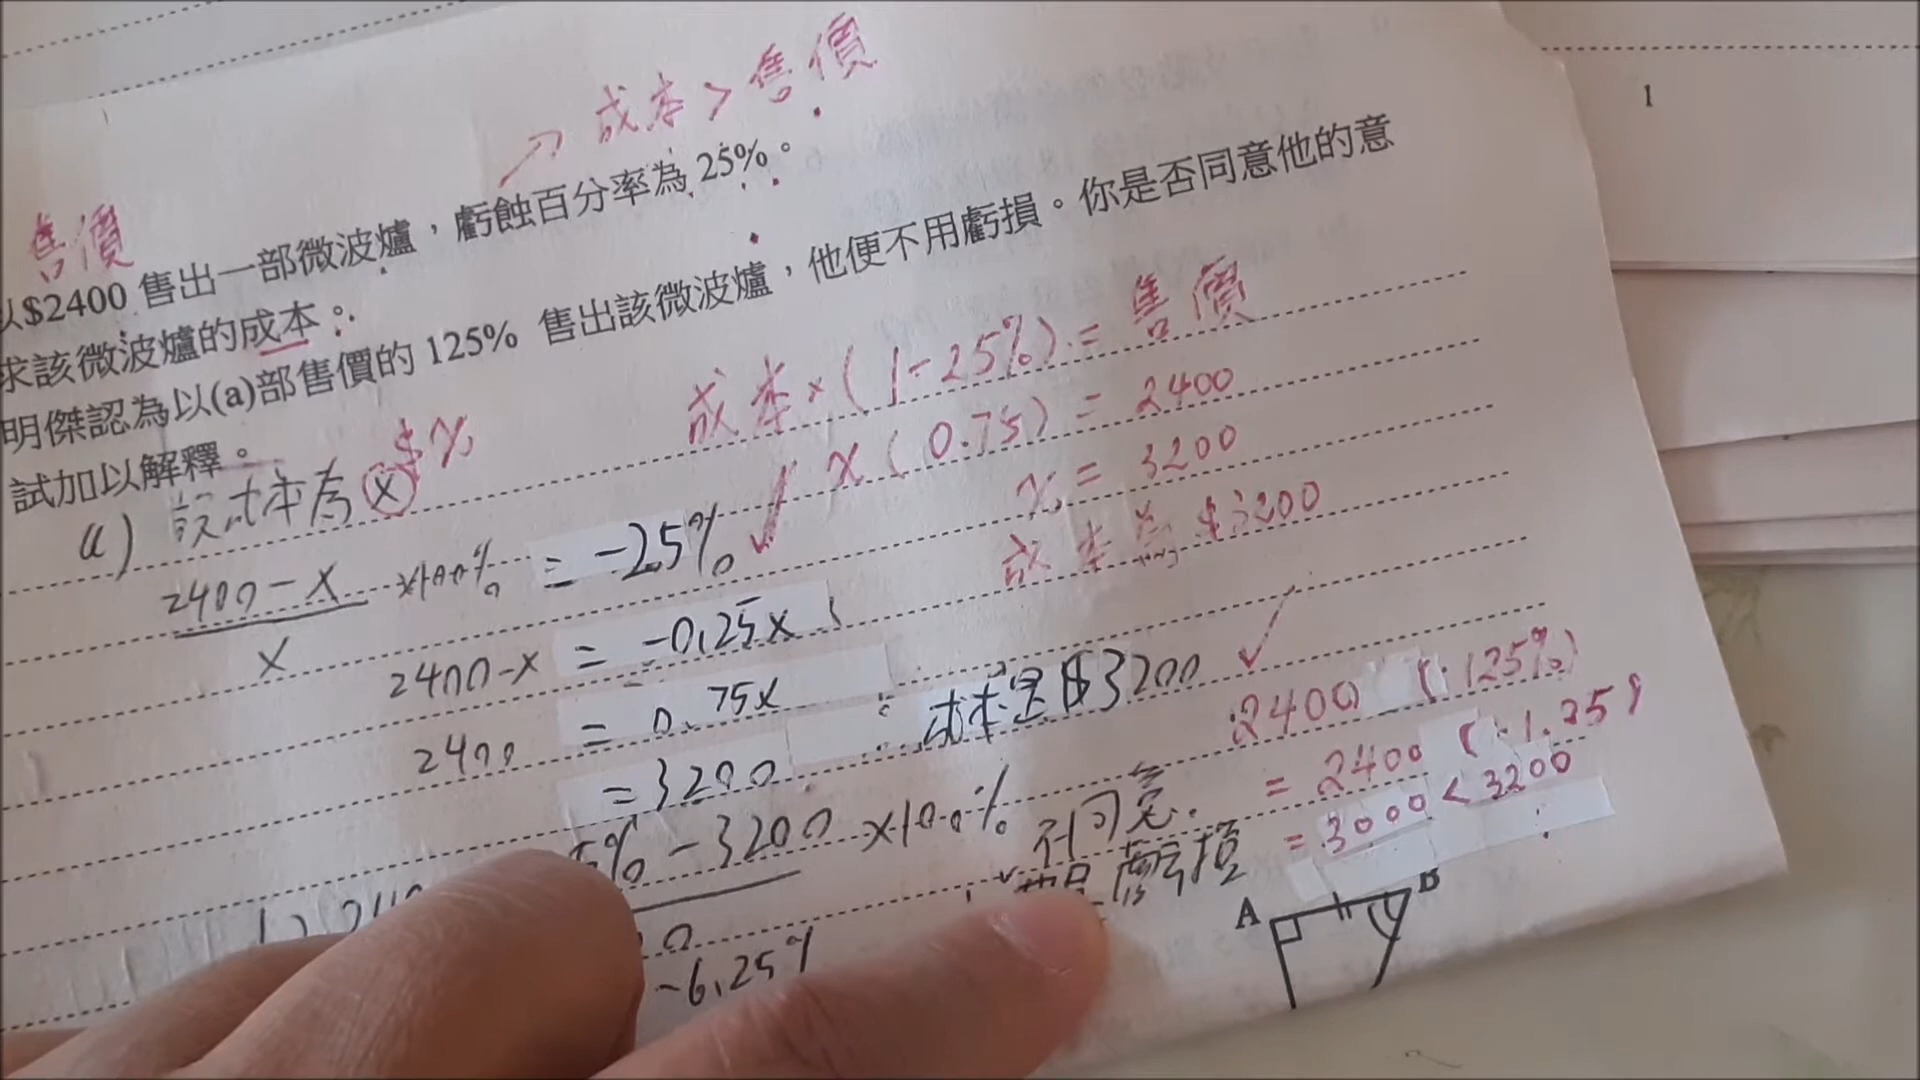 成本 > 售價
售價
以$2400 售出一部微波爐，虧蝕百分率為 25%。
求該微波爐的成本。
明傑認為以(a)部售價的 125% 售出該微波爐，他便不用虧損。你是否同意他的意
試加以解釋。
成本×(1-25%) = 售價
x(0.75) = 2400
x = 3200
成本為 $3200
a) 設成本為 x
$x
2400-x
x
×100% = -25%
2400-x = -0.25x
2400 = 0.75x
= 3200
∴ 成本是$3200
2400 (125%)
= 2400 (1.25)
= 3000 < 3200
% - 3200 ×100%
不同意.
虧損
-6.25%
A
B
1